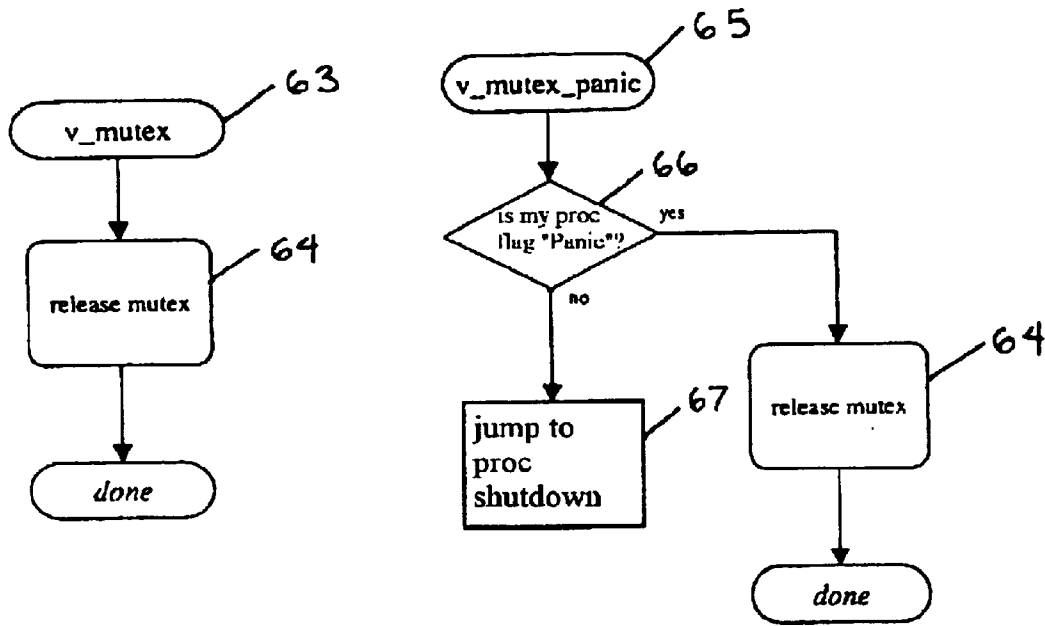 63
v_mutex
64
release mutex
done
65
v_mutex_panic
66
is my proc
flag "Panic"?
yes
no
67
jump to
proc
shutdown
64
release mutex
done